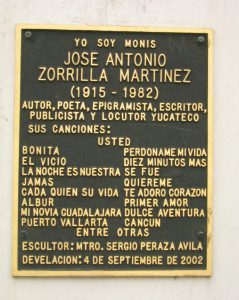 YO SOY MONIS
JOSE ANTONIO
ZORRILLA MARTINEZ
(1915 - 1982)
AUTOR, POETA, EPIGRAMISTA, ESCRITOR,
PUBLICISTA Y LOCUTOR YUCATECO
SUS CANCIONES:
USTED
BONITA PERDONAME MI VIDA
EL VICIO DIEZ MINUTOS MAS
LA NOCHE ES NUESTRA SE FUE
JAMAS QUIEREME
CADA QUIEN SU VIDA TE ADORO CORAZON
ALBUR PRIMER AMOR
MI NOVIA GUADALAJARA DULCE AVENTURA
PUERTO VALLARTA CANCUN
ENTRE OTRAS
ESCULTOR: MTRO. SERGIO PERAZA AVILA
DEVELACION: 4 DE SEPTIEMBRE DE 2002